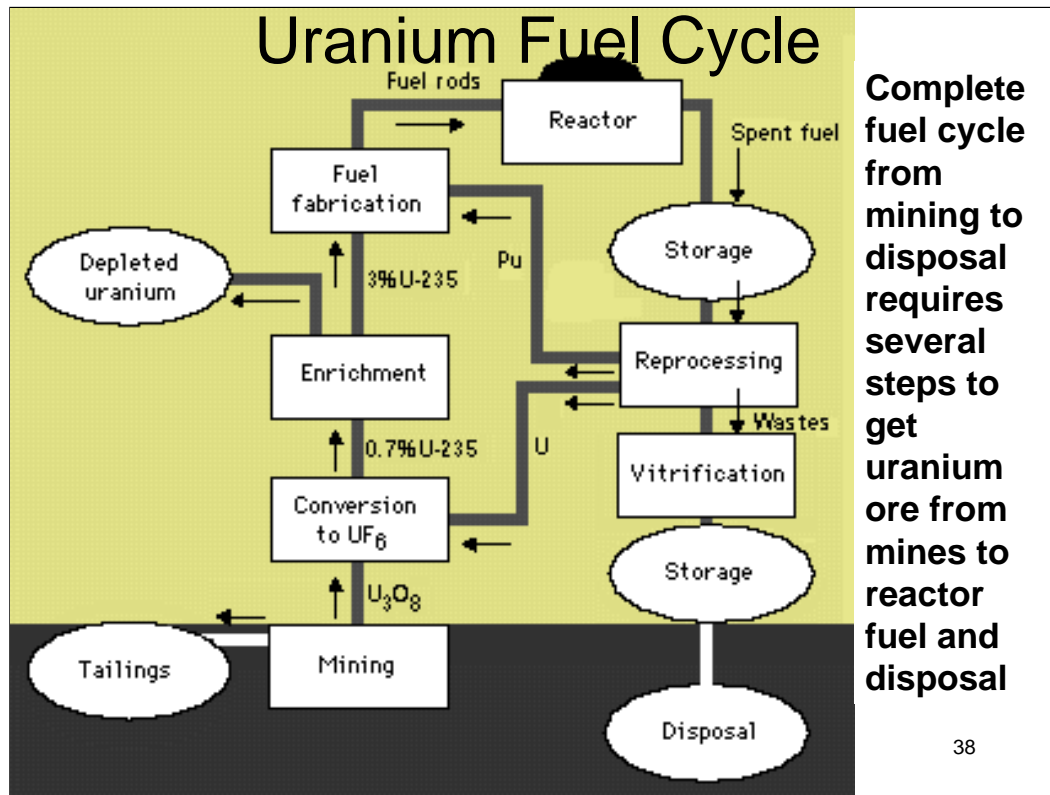 Uranium Fuel Cycle
Fuel rods
Reactor
Spent fuel
Fuel
fabrication
Storage
Pu
Depleted
uranium
3%U-235
Enrichment
Reprocessing
Wastes
0.7%U-235
U
Vitrification
Conversion
to UF6
Storage
U3O8
Tailings
Mining
Disposal
Complete
fuel cycle
from
mining to
disposal
requires
several
steps to
get
uranium
ore from
mines to
reactor
fuel and
disposal
38